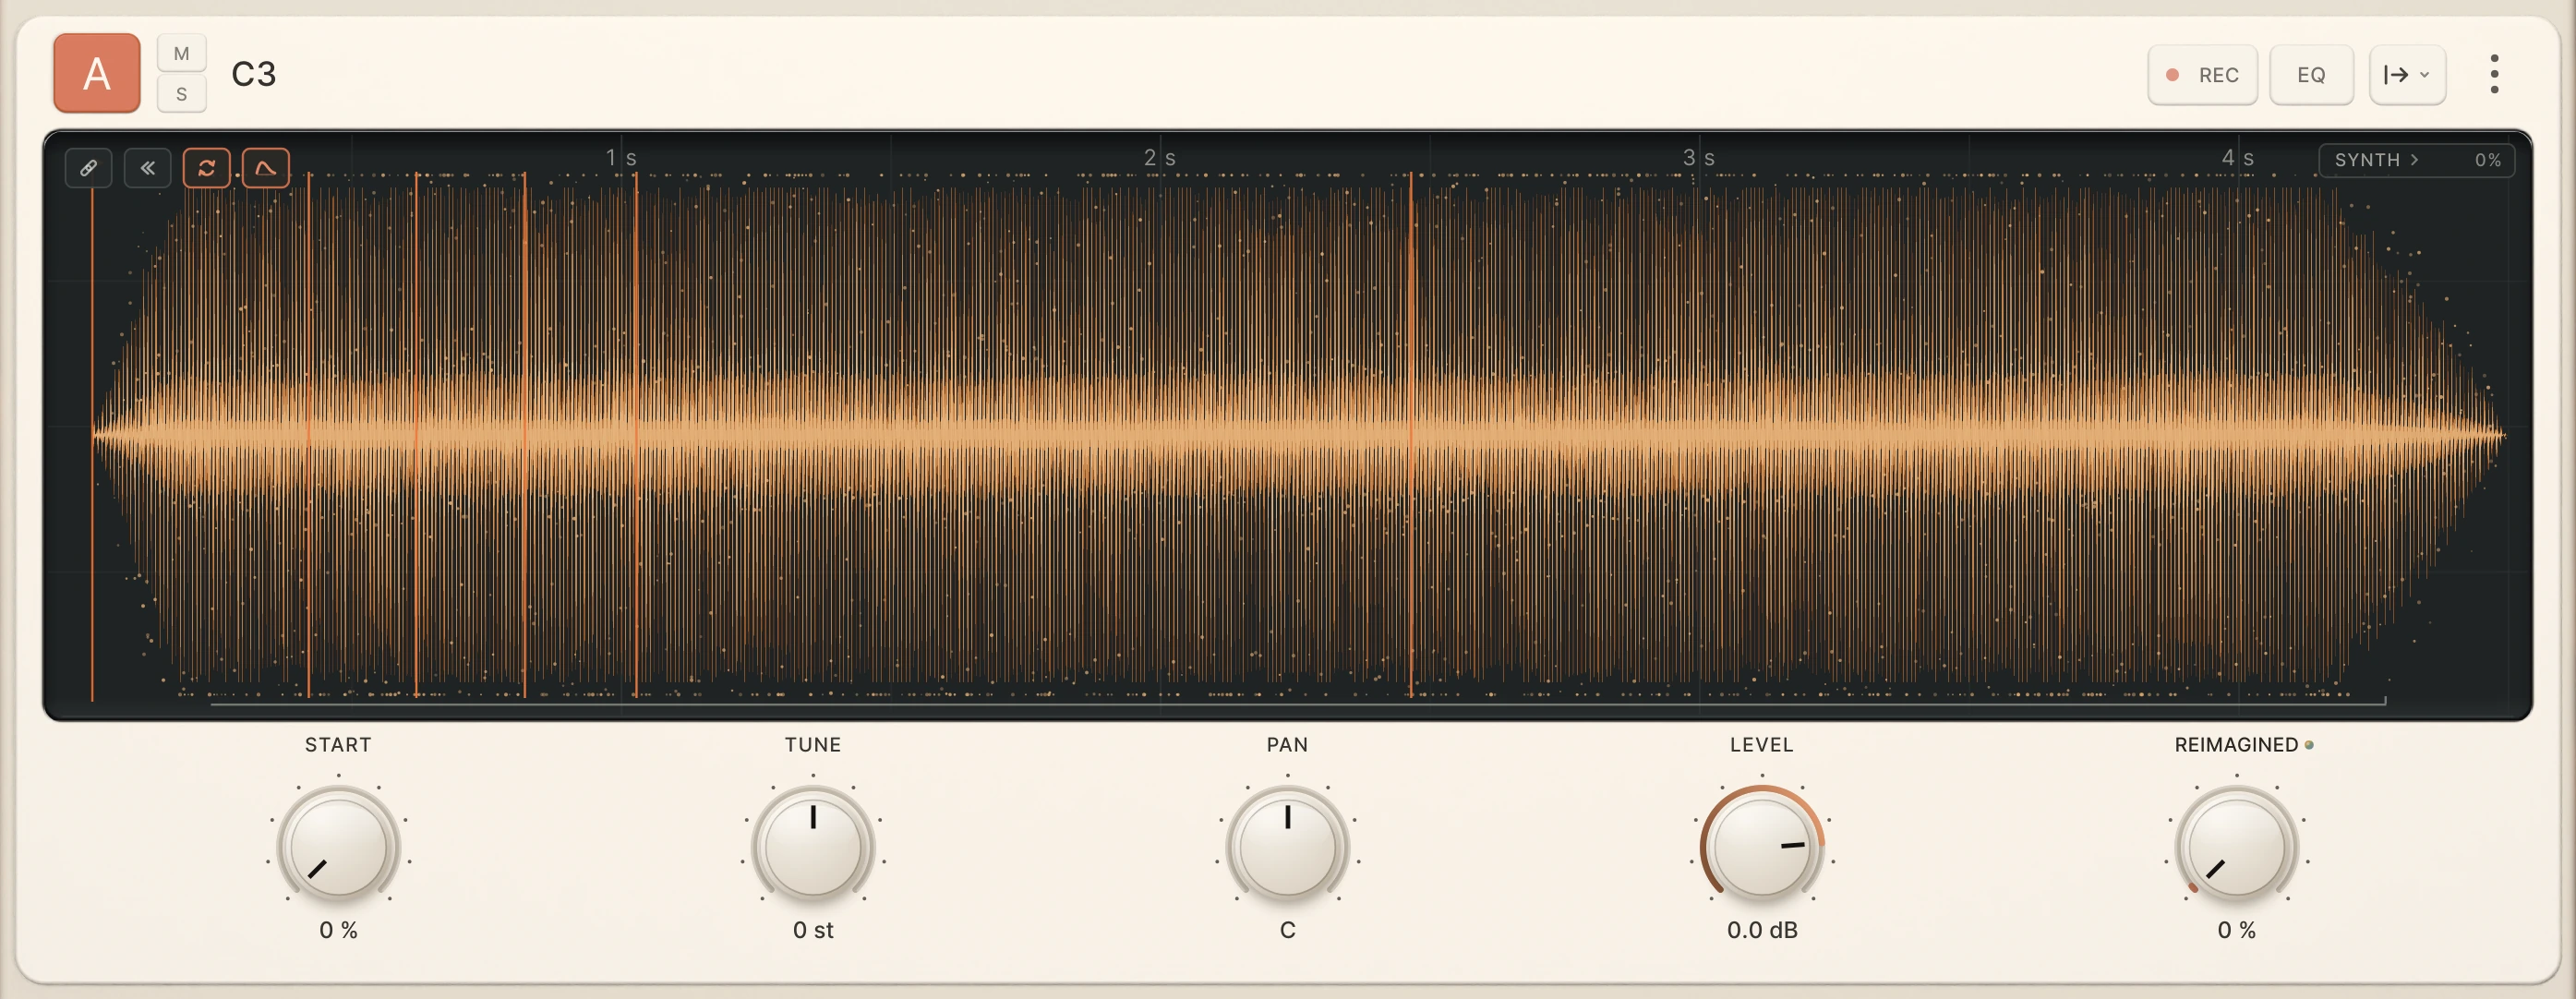 A
M
S
C3
REC
EQ
1 s
2 s
3 s
4 s
SYNTH
0%
START
TUNE
PAN
LEVEL
REIMAGINED
0 %
0 st
C
0.0 dB
0 %